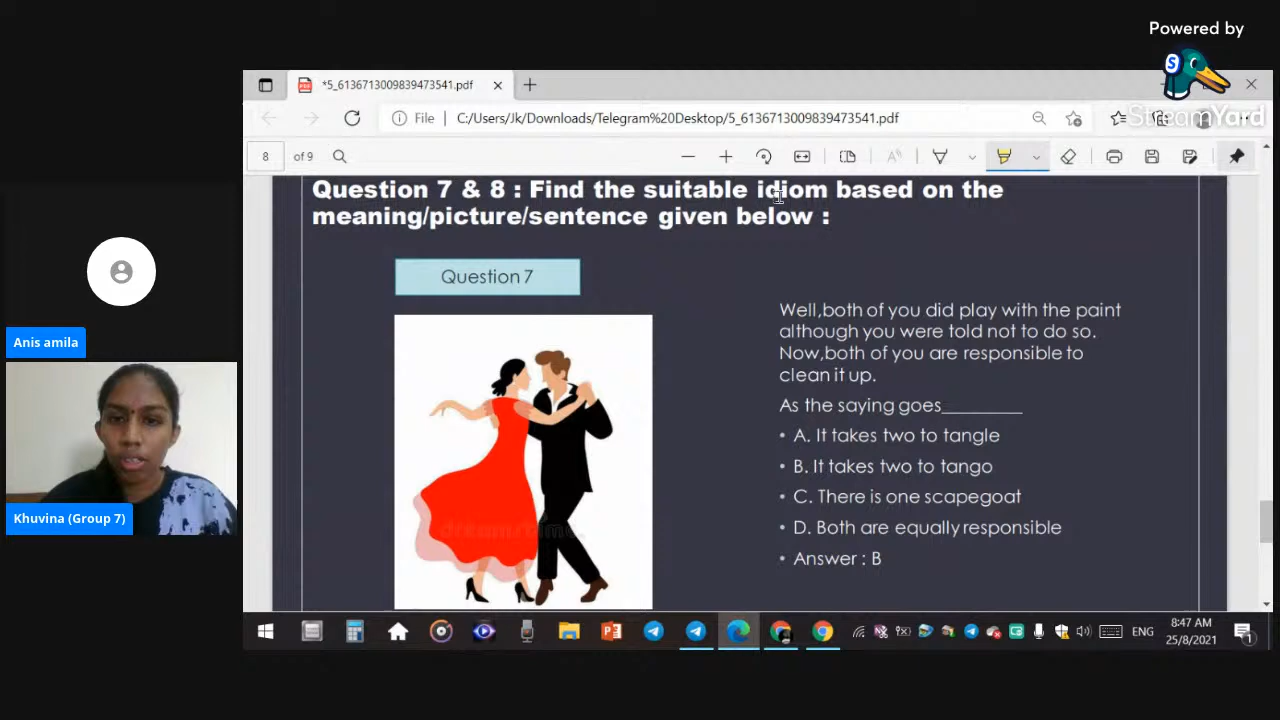 Powered by
S
StreamYard
*5_6136713009839473541.pdf
File
C:/Users/Jk/Downloads/Telegram%20Desktop/5_6136713009839473541.pdf
8
of 9
Question 7 & 8 : Find the suitable idiom based on the
meaning/picture/sentence given below :
Question 7
Well,both of you did play with the paint
although you were told not to do so.
Now,both of you are responsible to
clean it up.
As the saying goes________
• A. It takes two to tangle
• B. It takes two to tango
• C. There is one scapegoat
• D. Both are equally responsible
• Answer : B
dreamstime.
Anis amila
Khuvina (Group 7)
ENG
8:47 AM
25/8/2021
1